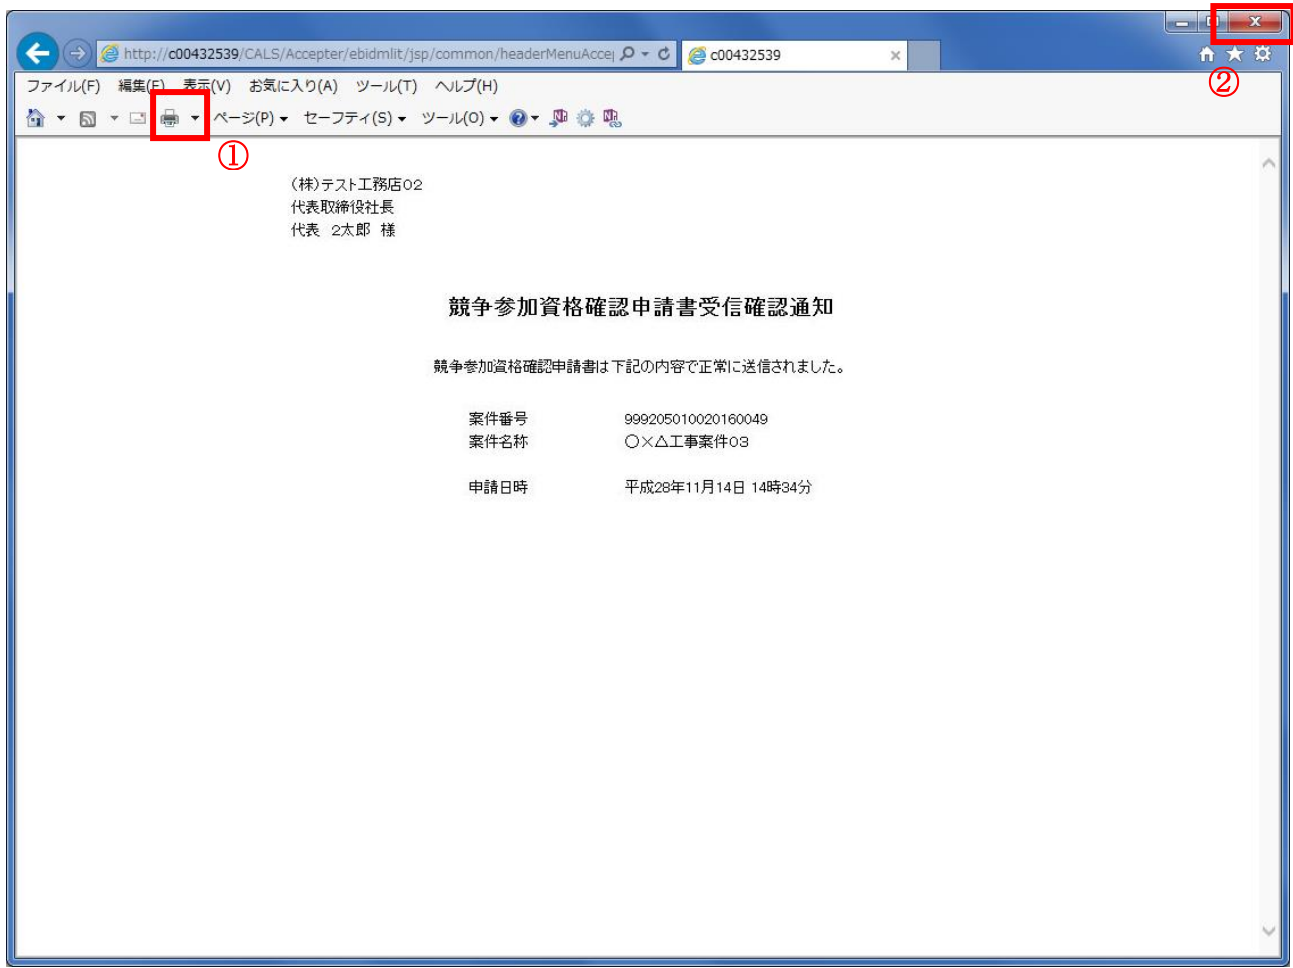 http://c00432539/CALS/Accepter/ebidmlit/jsp/common/headerMenuAccep
c00432539
ファイル(F) 編集(E) 表示(V) お気に入り(A) ツール(T) ヘルプ(H)
②
ページ(P) セーフティ(S) ツール(O)
①
(株)テスト工務店02
代表取締役社長
代表 2太郎 様
競争参加資格確認申請書受信確認通知
競争参加資格確認申請書は下記の内容で正常に送信されました。
案件番号 999205010020160049
案件名称 ○×△工事案件03
申請日時 平成28年11月14日 14時34分